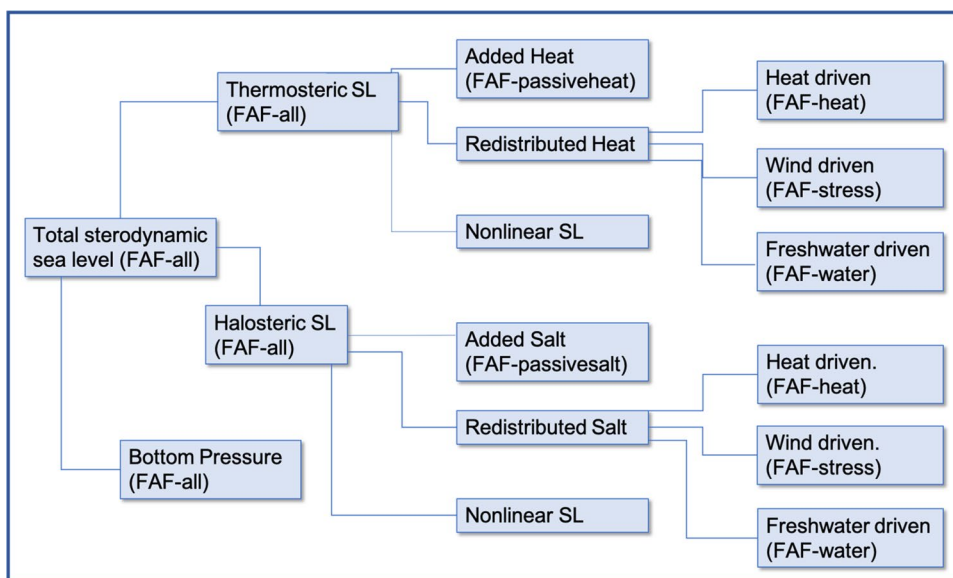 Total sterodynamic
sea level (FAF-all)
Thermosteric SL
(FAF-all)
Added Heat
(FAF-passiveheat)
Redistributed Heat
Heat driven
(FAF-heat)
Wind driven
(FAF-stress)
Freshwater driven
(FAF-water)
Nonlinear SL
Halosteric SL
(FAF-all)
Added Salt
(FAF-passivesalt)
Redistributed Salt
Heat driven.
(FAF-heat)
Wind driven.
(FAF-stress)
Freshwater driven
(FAF-water)
Nonlinear SL
Bottom Pressure
(FAF-all)